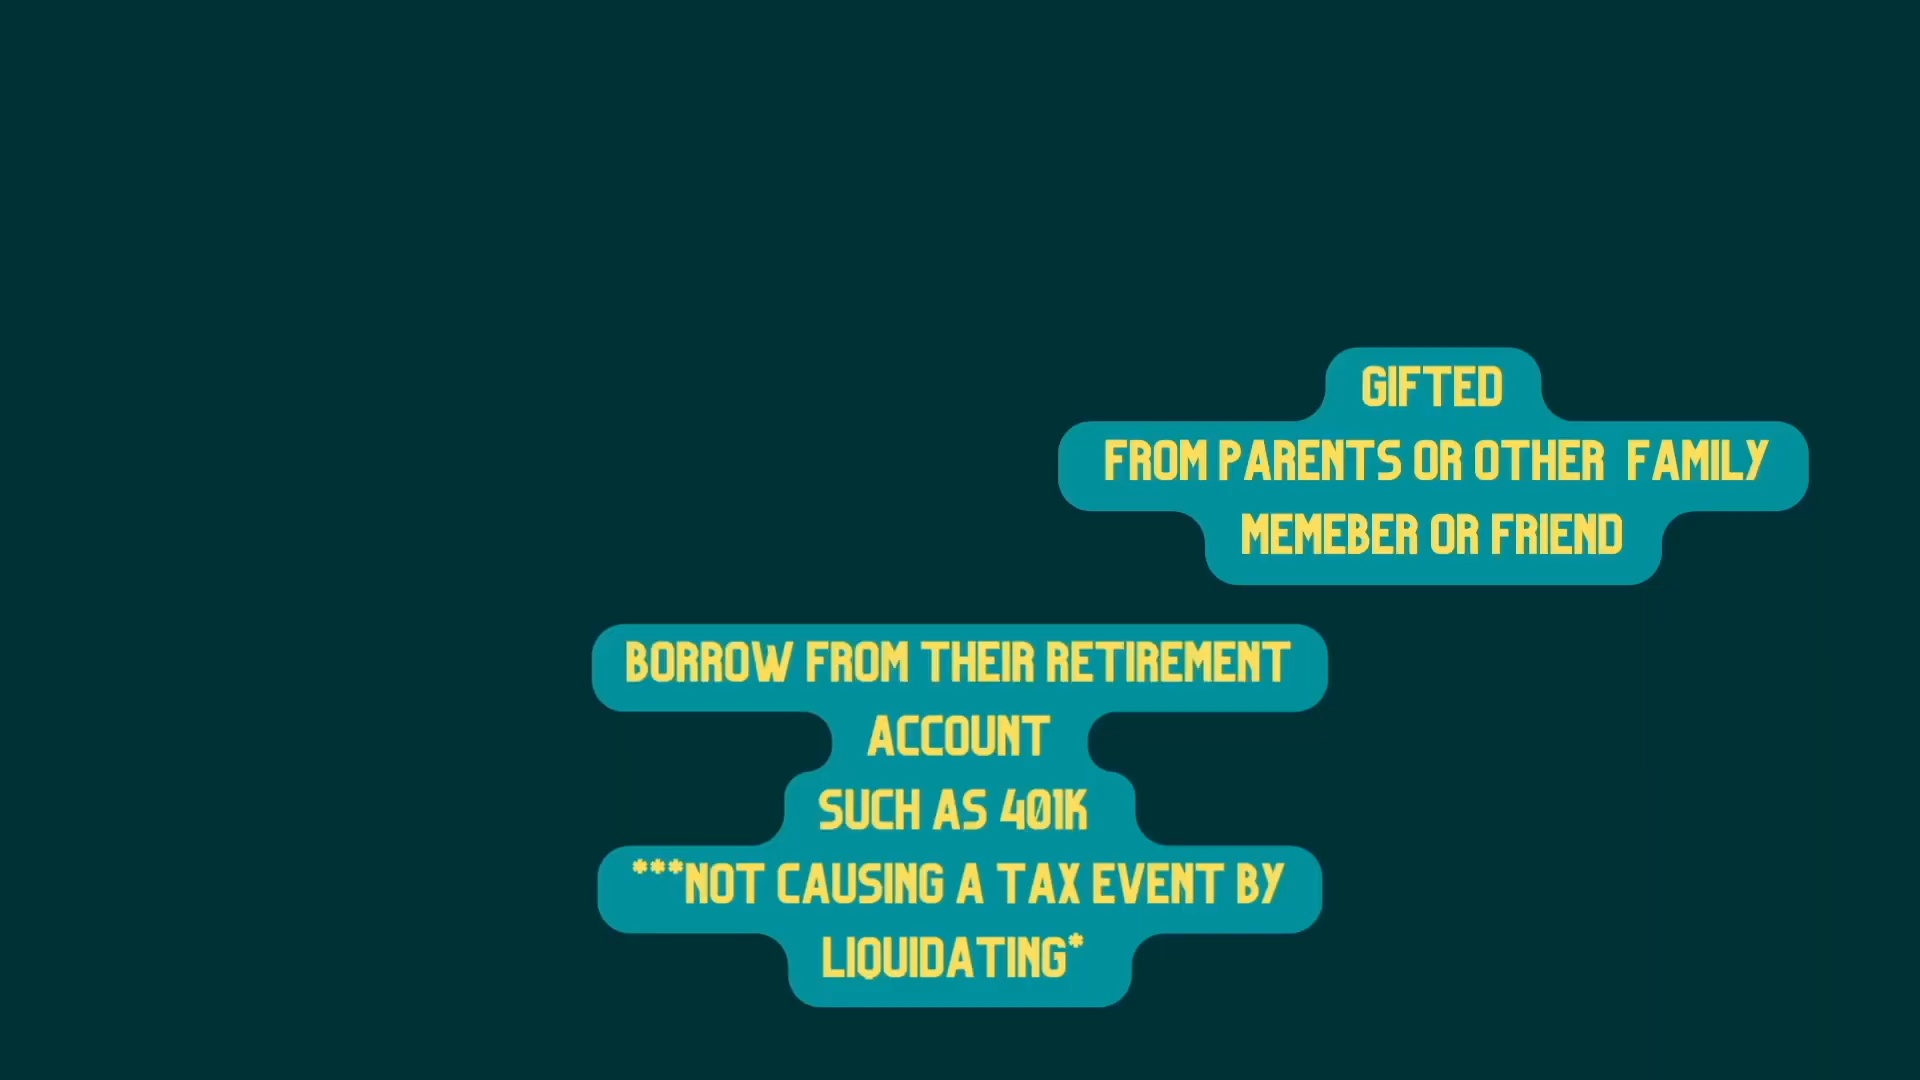 GIFTED
FROM PARENTS OR OTHER FAMILY
MEMEBER OR FRIEND
BORROW FROM THEIR RETIREMENT
ACCOUNT
SUCH AS 401K
***NOT CAUSING A TAX EVENT BY
LIQUIDATING*